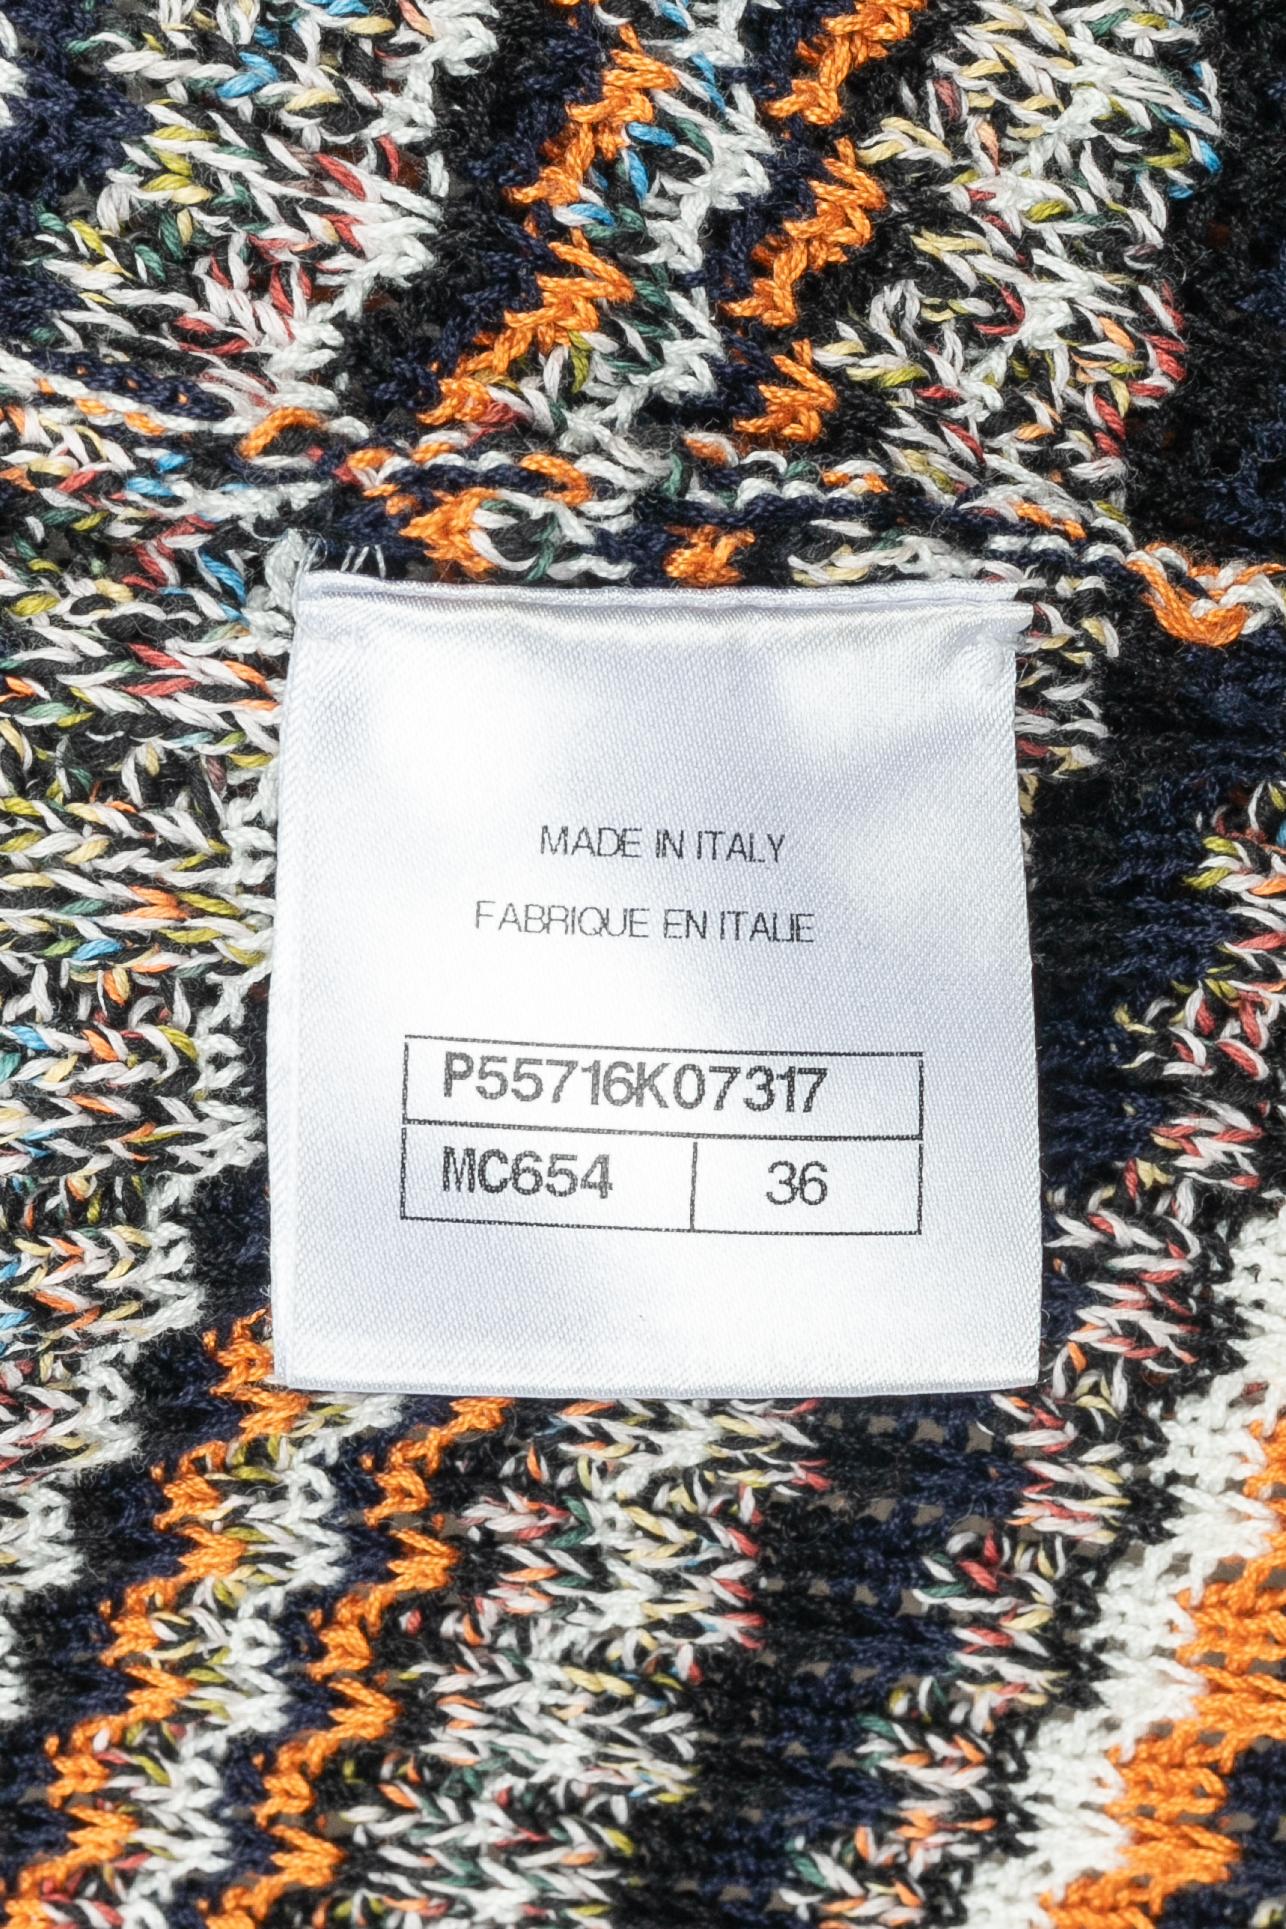 MADE IN ITALY
FABRIQUE EN ITALIE
P55716K07317
MC654 36